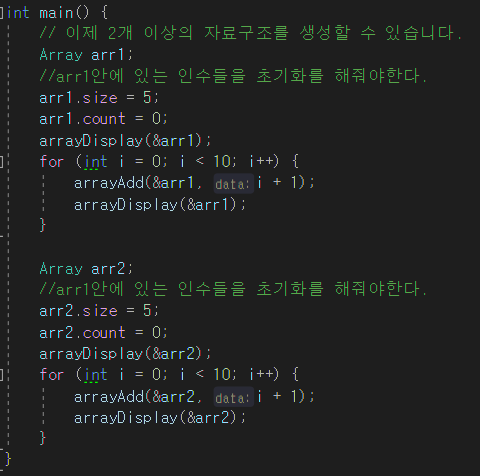 int main() {
// 이제 2개 이상의 자료구조를 생성할 수 있습니다.
Array arr1;
//arr1안에 있는 인수들을 초기화를 해줘야한다.
arr1.size = 5;
arr1.count = 0;
arrayDisplay(&arr1);
for (int i = 0; i < 10; i++) {
arrayAdd(&arr1, data: i + 1);
arrayDisplay(&arr1);
}
Array arr2;
//arr1안에 있는 인수들을 초기화를 해줘야한다.
arr2.size = 5;
arr2.count = 0;
arrayDisplay(&arr2);
for (int i = 0; i < 10; i++) {
arrayAdd(&arr2, data: i + 1);
arrayDisplay(&arr2);
}
}